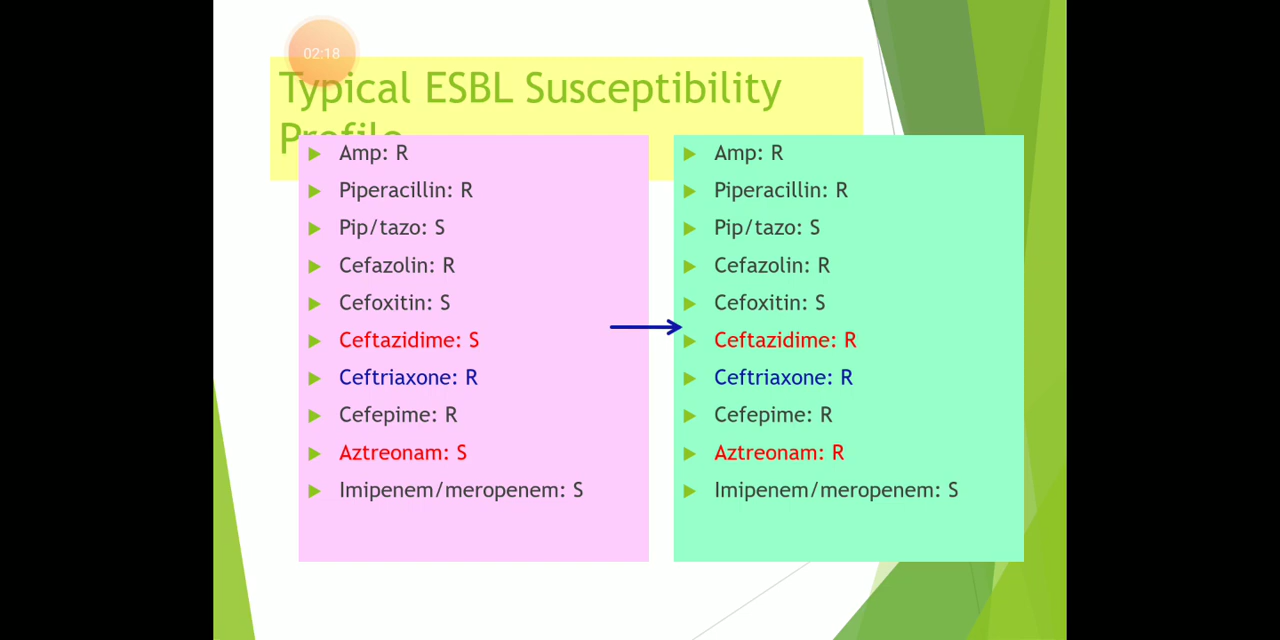 02:18
Typical ESBL Susceptibility
Profile
Amp: R
Piperacillin: R
Pip/tazo: S
Cefazolin: R
Cefoxitin: S
Ceftazidime: S
Ceftriaxone: R
Cefepime: R
Aztreonam: S
Imipenem/meropenem: S
Amp: R
Piperacillin: R
Pip/tazo: S
Cefazolin: R
Cefoxitin: S
Ceftazidime: R
Ceftriaxone: R
Cefepime: R
Aztreonam: R
Imipenem/meropenem: S